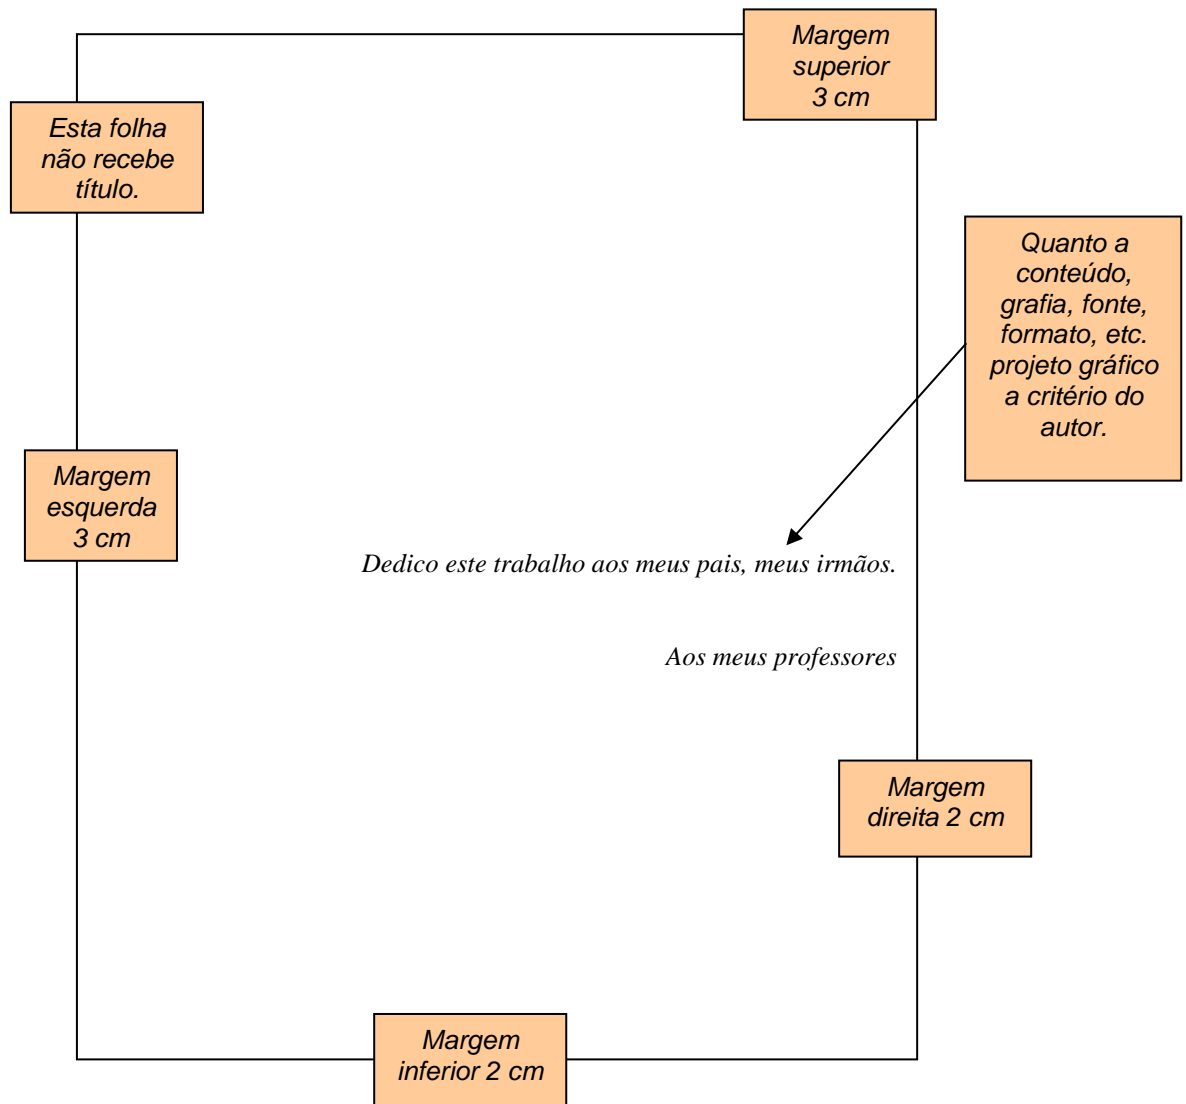 Margem
superior
3 cm
Esta folha
não recebe
título.
Quanto a
conteúdo,
grafia, fonte,
formato, etc.
projeto gráfico
a critério do
autor.
Margem
esquerda
3 cm
Dedico este trabalho aos meus pais, meus irmãos.
Aos meus professores
Margem
direita 2 cm
Margem
inferior 2 cm